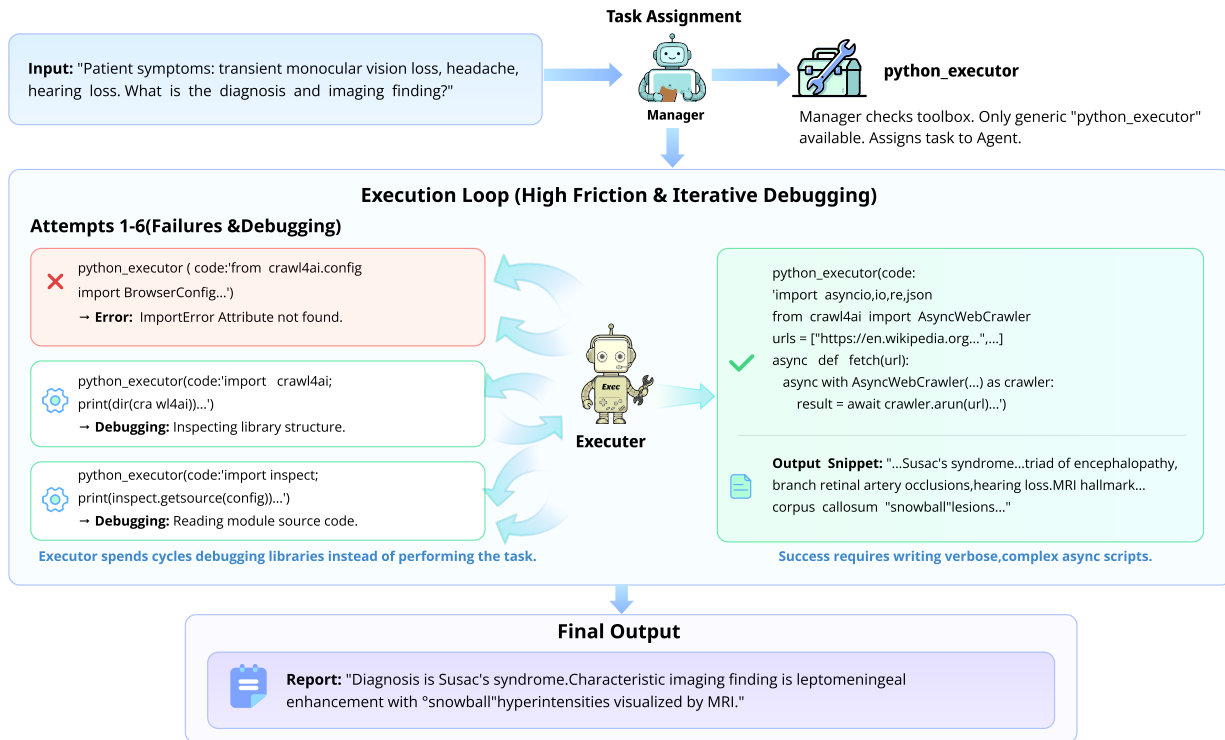 Task Assignment
Input: "Patient symptoms: transient monocular vision loss, headache,
hearing loss. What is the diagnosis and imaging finding?"
Manager
python_executor
Manager checks toolbox. Only generic "python_executor"
available. Assigns task to Agent.
Execution Loop (High Friction & Iterative Debugging)
Attempts 1-6(Failures &Debugging)
python_executor ( code:'from crawl4ai.config
import BrowserConfig...')
→ Error: ImportError Attribute not found.
python_executor(code:'import crawl4ai;
print(dir(cra wl4ai))...')
→ Debugging: Inspecting library structure.
python_executor(code:'import inspect;
print(inspect.getsource(config))...')
→ Debugging: Reading module source code.
Executor spends cycles debugging libraries instead of performing the task.
Exec
Executer
python_executor(code:
'import asyncio,io,re,json
from crawl4ai import AsyncWebCrawler
urls = ["https://en.wikipedia.org...",...]
async def fetch(url):
async with AsyncWebCrawler(...) as crawler:
result = await crawler.arun(url)...')
Output Snippet: "...Susac's syndrome...triad of encephalopathy,
branch retinal artery occlusions,hearing loss.MRI hallmark...
corpus callosum "snowball"lesions..."
Success requires writing verbose,complex async scripts.
Final Output
Report: "Diagnosis is Susac's syndrome.Characteristic imaging finding is leptomeningeal
enhancement with °snowball"hyperintensities visualized by MRI."